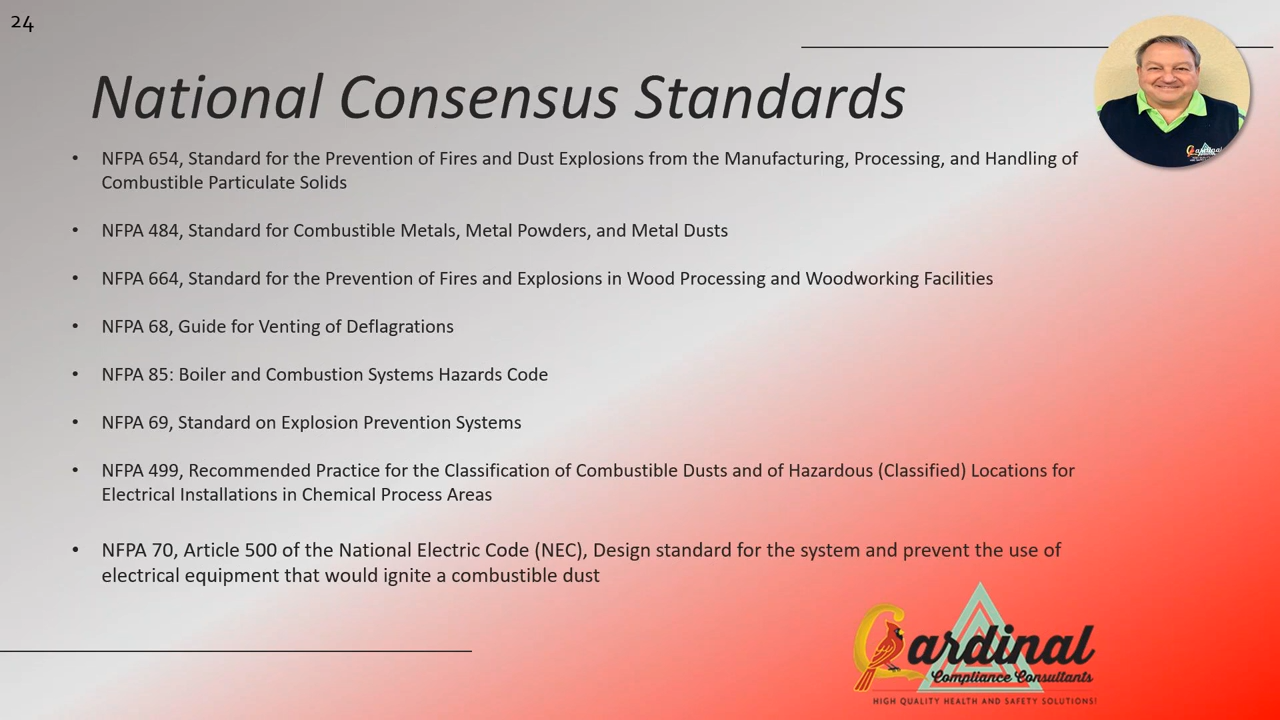 24
National Consensus Standards
• NFPA 654, Standard for the Prevention of Fires and Dust Explosions from the Manufacturing, Processing, and Handling of
Combustible Particulate Solids
• NFPA 484, Standard for Combustible Metals, Metal Powders, and Metal Dusts
• NFPA 664, Standard for the Prevention of Fires and Explosions in Wood Processing and Woodworking Facilities
• NFPA 68, Guide for Venting of Deflagrations
• NFPA 85: Boiler and Combustion Systems Hazards Code
• NFPA 69, Standard on Explosion Prevention Systems
• NFPA 499, Recommended Practice for the Classification of Combustible Dusts and of Hazardous (Classified) Locations for
Electrical Installations in Chemical Process Areas
• NFPA 70, Article 500 of the National Electric Code (NEC), Design standard for the system and prevent the use of
electrical equipment that would ignite a combustible dust
Cardinal
Compliance Consultants
HIGH QUALITY HEALTH AND SAFETY SOLUTIONS!